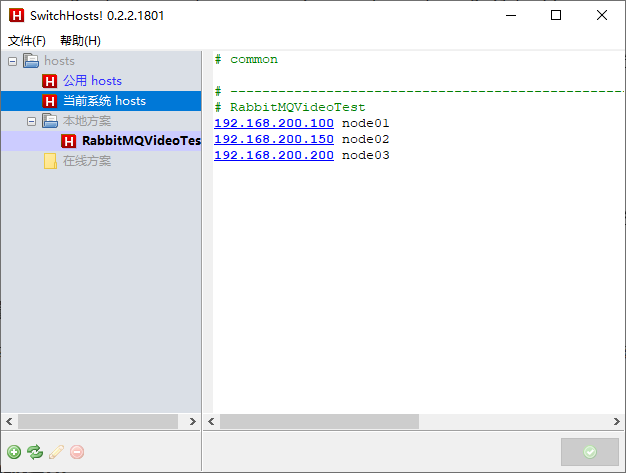 SwitchHosts! 0.2.2.1801
文件(F) 帮助(H)
hosts
公用 hosts
当前系统 hosts
本地方案
RabbitMQVideoTes
在线方案
# common
# --------------------------------------------------
# RabbitMQVideoTest
192.168.200.100 node01
192.168.200.150 node02
192.168.200.200 node03